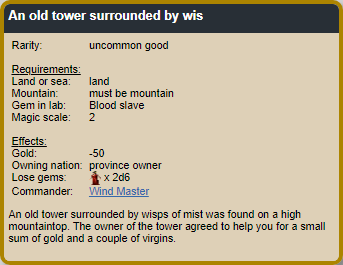 An old tower surrounded by wis
Rarity: uncommon good
Requirements:
Land or sea: land
Mountain: must be mountain
Gem in lab: Blood slave
Magic scale: 2
Effects:
Gold: -50
Owning nation: province owner
Lose gems: x 2d6
Commander: Wind Master
An old tower surrounded by wisps of mist was found on a high
mountaintop. The owner of the tower agreed to help you for a small
sum of gold and a couple of virgins.